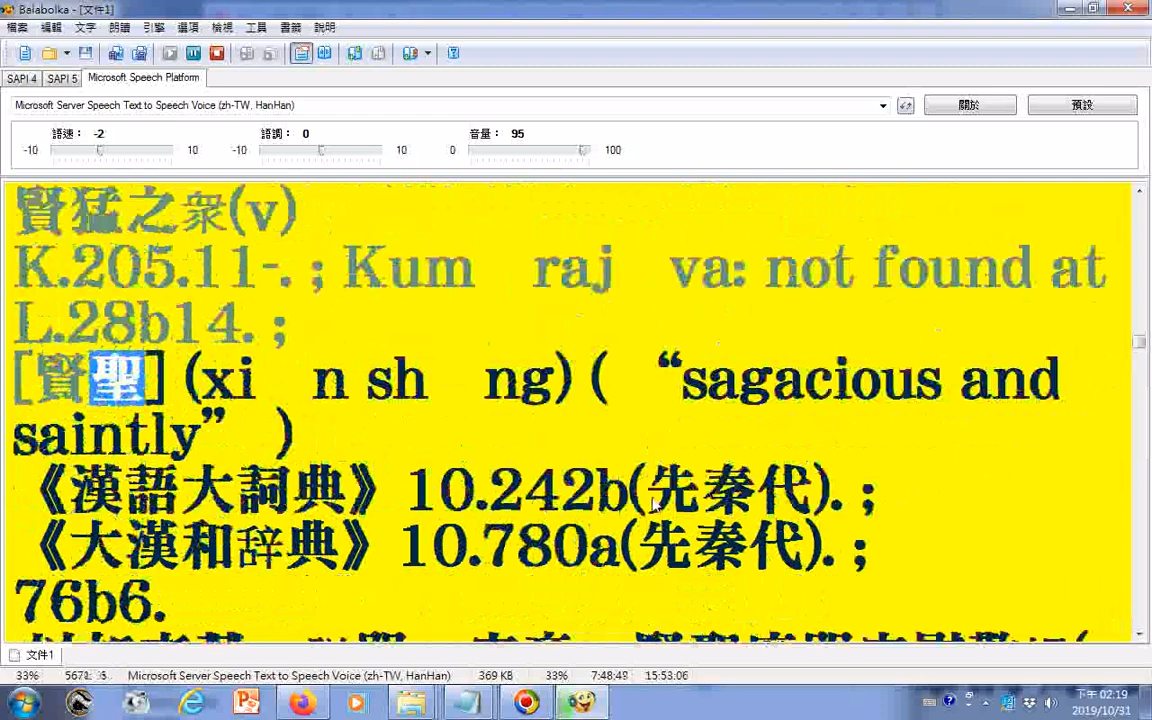 Balabolka - [文件1]
檔案 編輯 文字 朗讀 引擎 選項 檢視 工具 書籤 說明
SAPI 4 SAPI 5 Microsoft Speech Platform
Microsoft Server Speech Text to Speech Voice (zh-TW, HanHan) 關於 預設
語速: -2 語調: 0 音量: 95
-10 10 -10 10 0 100
賢猛之衆(v)
K.205.11-. ; Kum raj va: not found at
L.28b14. ;
[賢聖] (xi n sh ng) ( “sagacious and
saintly” )
《漢語大詞典》 10.242b(先秦代). ;
《大漢和辞典》 10.780a(先秦代). ;
76b6.
文件1
33% Microsoft Server Speech Text to Speech Voice (zh-TW, HanHan) 369 KB 33% 7:48:48 15:53:06
下午 02:19
2019/10/31